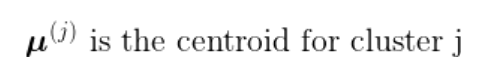 μ⁽ʲ⁾ is the centroid for cluster j